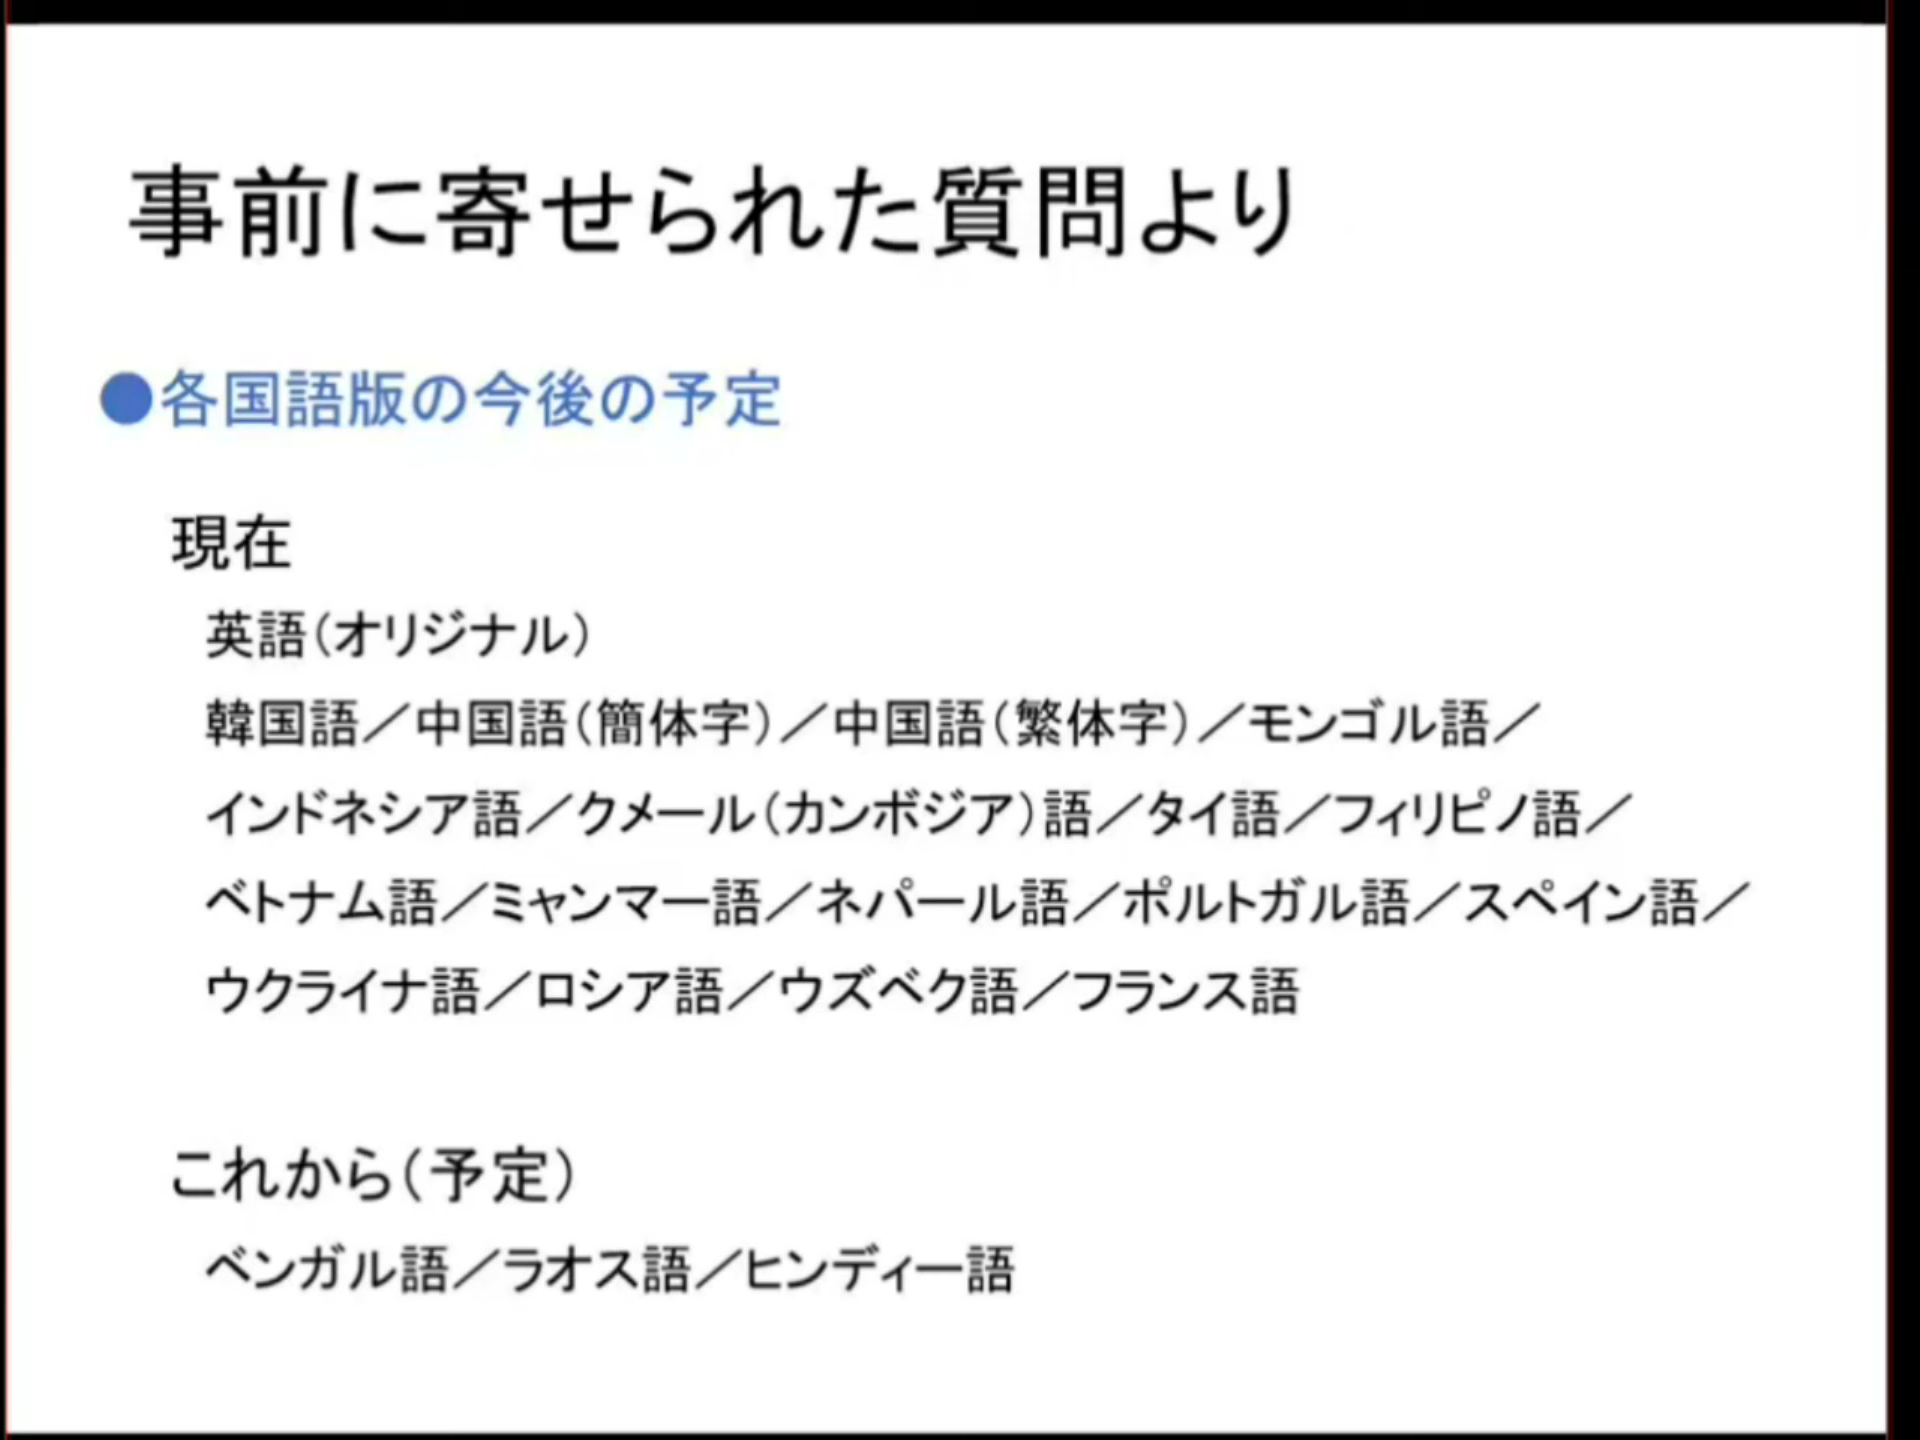 事前に寄せられた質問より
●各国語版の今後の予定
現在
英語(オリジナル)
韓国語／中国語(簡体字)／中国語(繁体字)／モンゴル語／
インドネシア語／クメール(カンボジア)語／タイ語／フィリピノ語／
ベトナム語／ミャンマー語／ネパール語／ポルトガル語／スペイン語／
ウクライナ語／ロシア語／ウズベク語／フランス語
これから(予定)
ベンガル語／ラオス語／ヒンディー語